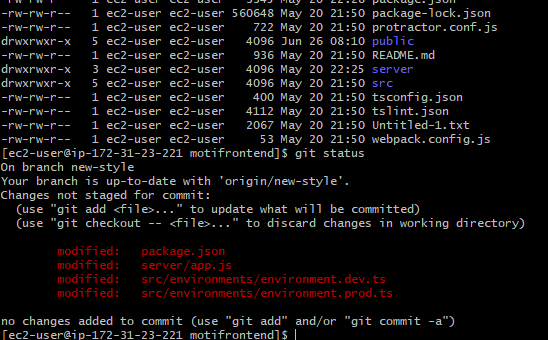 -rw-rw-r-- 1 ec2-user ec2-user 3549 May 20 22:28 package.json
-rw-rw-r-- 1 ec2-user ec2-user 560648 May 20 21:50 package-lock.json
-rw-rw-r-- 1 ec2-user ec2-user 722 May 20 21:50 protractor.conf.js
drwxrwxr-x 5 ec2-user ec2-user 4096 Jun 26 08:10 public
-rw-rw-r-- 1 ec2-user ec2-user 936 May 20 21:50 README.md
drwxrwxr-x 3 ec2-user ec2-user 4096 May 20 22:25 server
drwxrwxr-x 5 ec2-user ec2-user 4096 May 20 21:50 src
-rw-rw-r-- 1 ec2-user ec2-user 400 May 20 21:50 tsconfig.json
-rw-rw-r-- 1 ec2-user ec2-user 4112 May 20 21:50 tslint.json
-rw-rw-r-- 1 ec2-user ec2-user 2067 May 20 21:50 Untitled-1.txt
-rw-rw-r-- 1 ec2-user ec2-user 53 May 20 21:50 webpack.config.js
[ec2-user@ip-172-31-23-221 motifrontend]$ git status
On branch new-style
Your branch is up-to-date with 'origin/new-style'.
Changes not staged for commit:
(use "git add <file>..." to update what will be committed)
(use "git checkout -- <file>..." to discard changes in working directory)
modified: package.json
modified: server/app.js
modified: src/environments/environment.dev.ts
modified: src/environments/environment.prod.ts
no changes added to commit (use "git add" and/or "git commit -a")
[ec2-user@ip-172-31-23-221 motifrontend]$